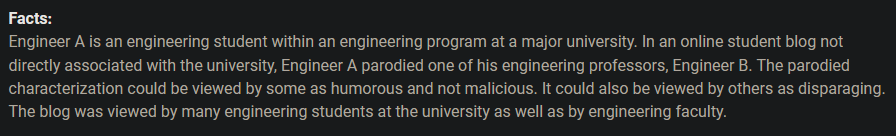 Facts:
Engineer A is an engineering student within an engineering program at a major university. In an online student blog not
directly associated with the university, Engineer A parodied one of his engineering professors, Engineer B. The parodied
characterization could be viewed by some as humorous and not malicious. It could also be viewed by others as disparaging.
The blog was viewed by many engineering students at the university as well as by engineering faculty.